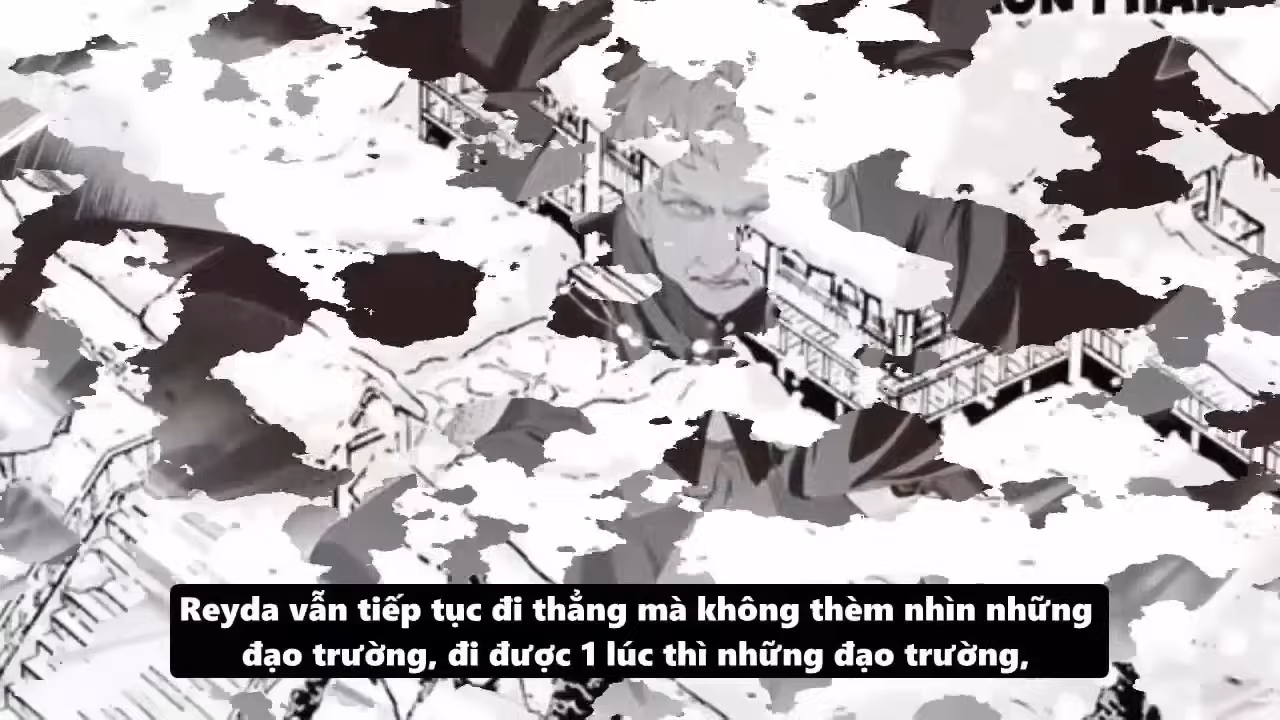 Reyda vẫn tiếp tục đi thẳng mà không thèm nhìn những
đạo trường, đi được 1 lúc thì những đạo trường,